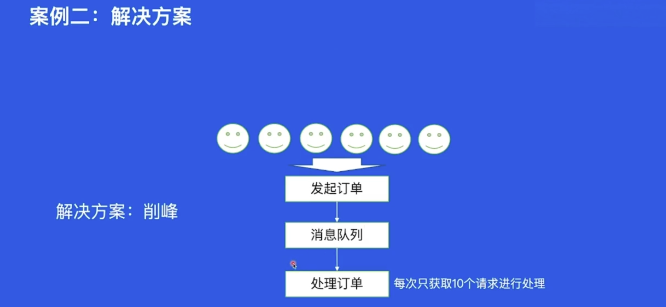 案例二：解决方案
发起订单
解决方案：削峰
消息队列
处理订单
每次只获取10个请求进行处理